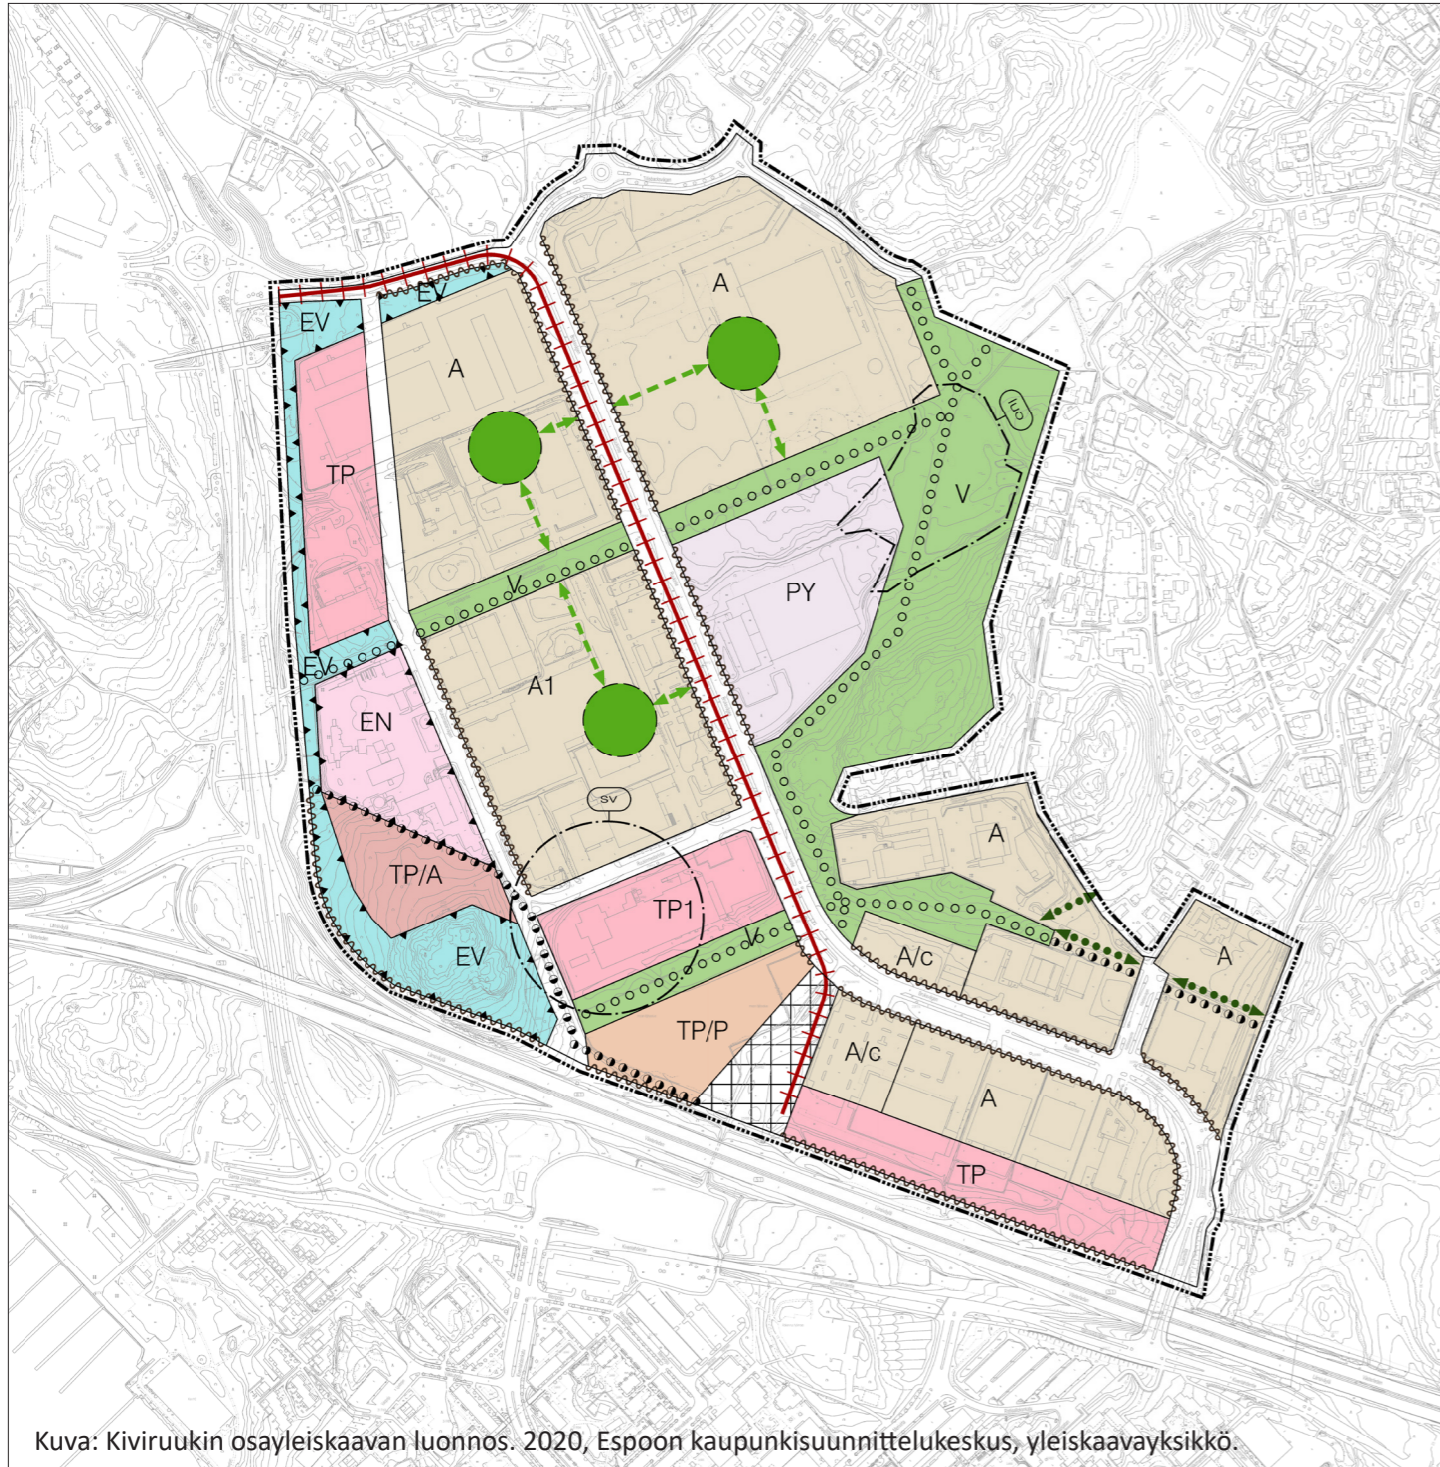 A
EV
EV
A
luo
TP
V
V
PY
EV
A1
EN
sv
A
TP/A
TP1
V
A/c
A
EV
TP/P
A/c
A
TP
Kuva: Kiviruukin osayleiskaavan luonnos. 2020, Espoon kaupunkisuunnittelukeskus, yleiskaavayksikkö.